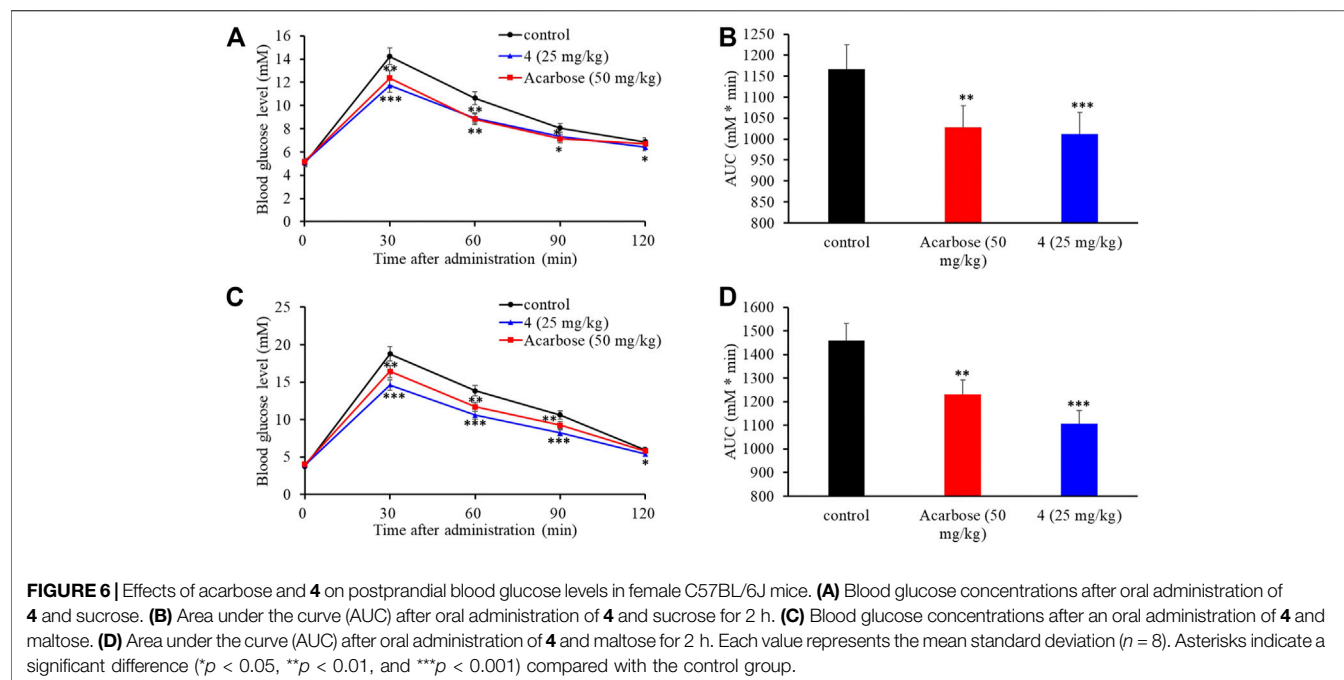 A
16
14
12
10
8
6
4
2
0
Blood glucose level (mM)
control
4 (25 mg/kg)
Acarbose (50 mg/kg)
**
***
**
**
*
*
*
0 30 60 90 120
Time after administration (min)
B
1250
1200
1150
1100
1050
1000
950
900
850
800
AUC (mM * min)
**
***
control
Acarbose (50
mg/kg)
4 (25 mg/kg)
C
25
20
15
10
5
0
Blood glucose level (mM)
control
4 (25 mg/kg)
Acarbose (50 mg/kg)
**
***
**
***
**
***
*
0 30 60 90 120
Time after administration (min)
D
1600
1500
1400
1300
1200
1100
1000
900
800
AUC (mM * min)
**
***
control
Acarbose (50
mg/kg)
4 (25 mg/kg)
FIGURE 6 | Effects of acarbose and 4 on postprandial blood glucose levels in female C57BL/6J mice. (A) Blood glucose concentrations after oral administration of
4 and sucrose. (B) Area under the curve (AUC) after oral administration of 4 and sucrose for 2 h. (C) Blood glucose concentrations after an oral administration of 4 and
maltose. (D) Area under the curve (AUC) after oral administration of 4 and maltose for 2 h. Each value represents the mean standard deviation (n = 8). Asterisks indicate a
significant difference (*p < 0.05, **p < 0.01, and ***p < 0.001) compared with the control group.